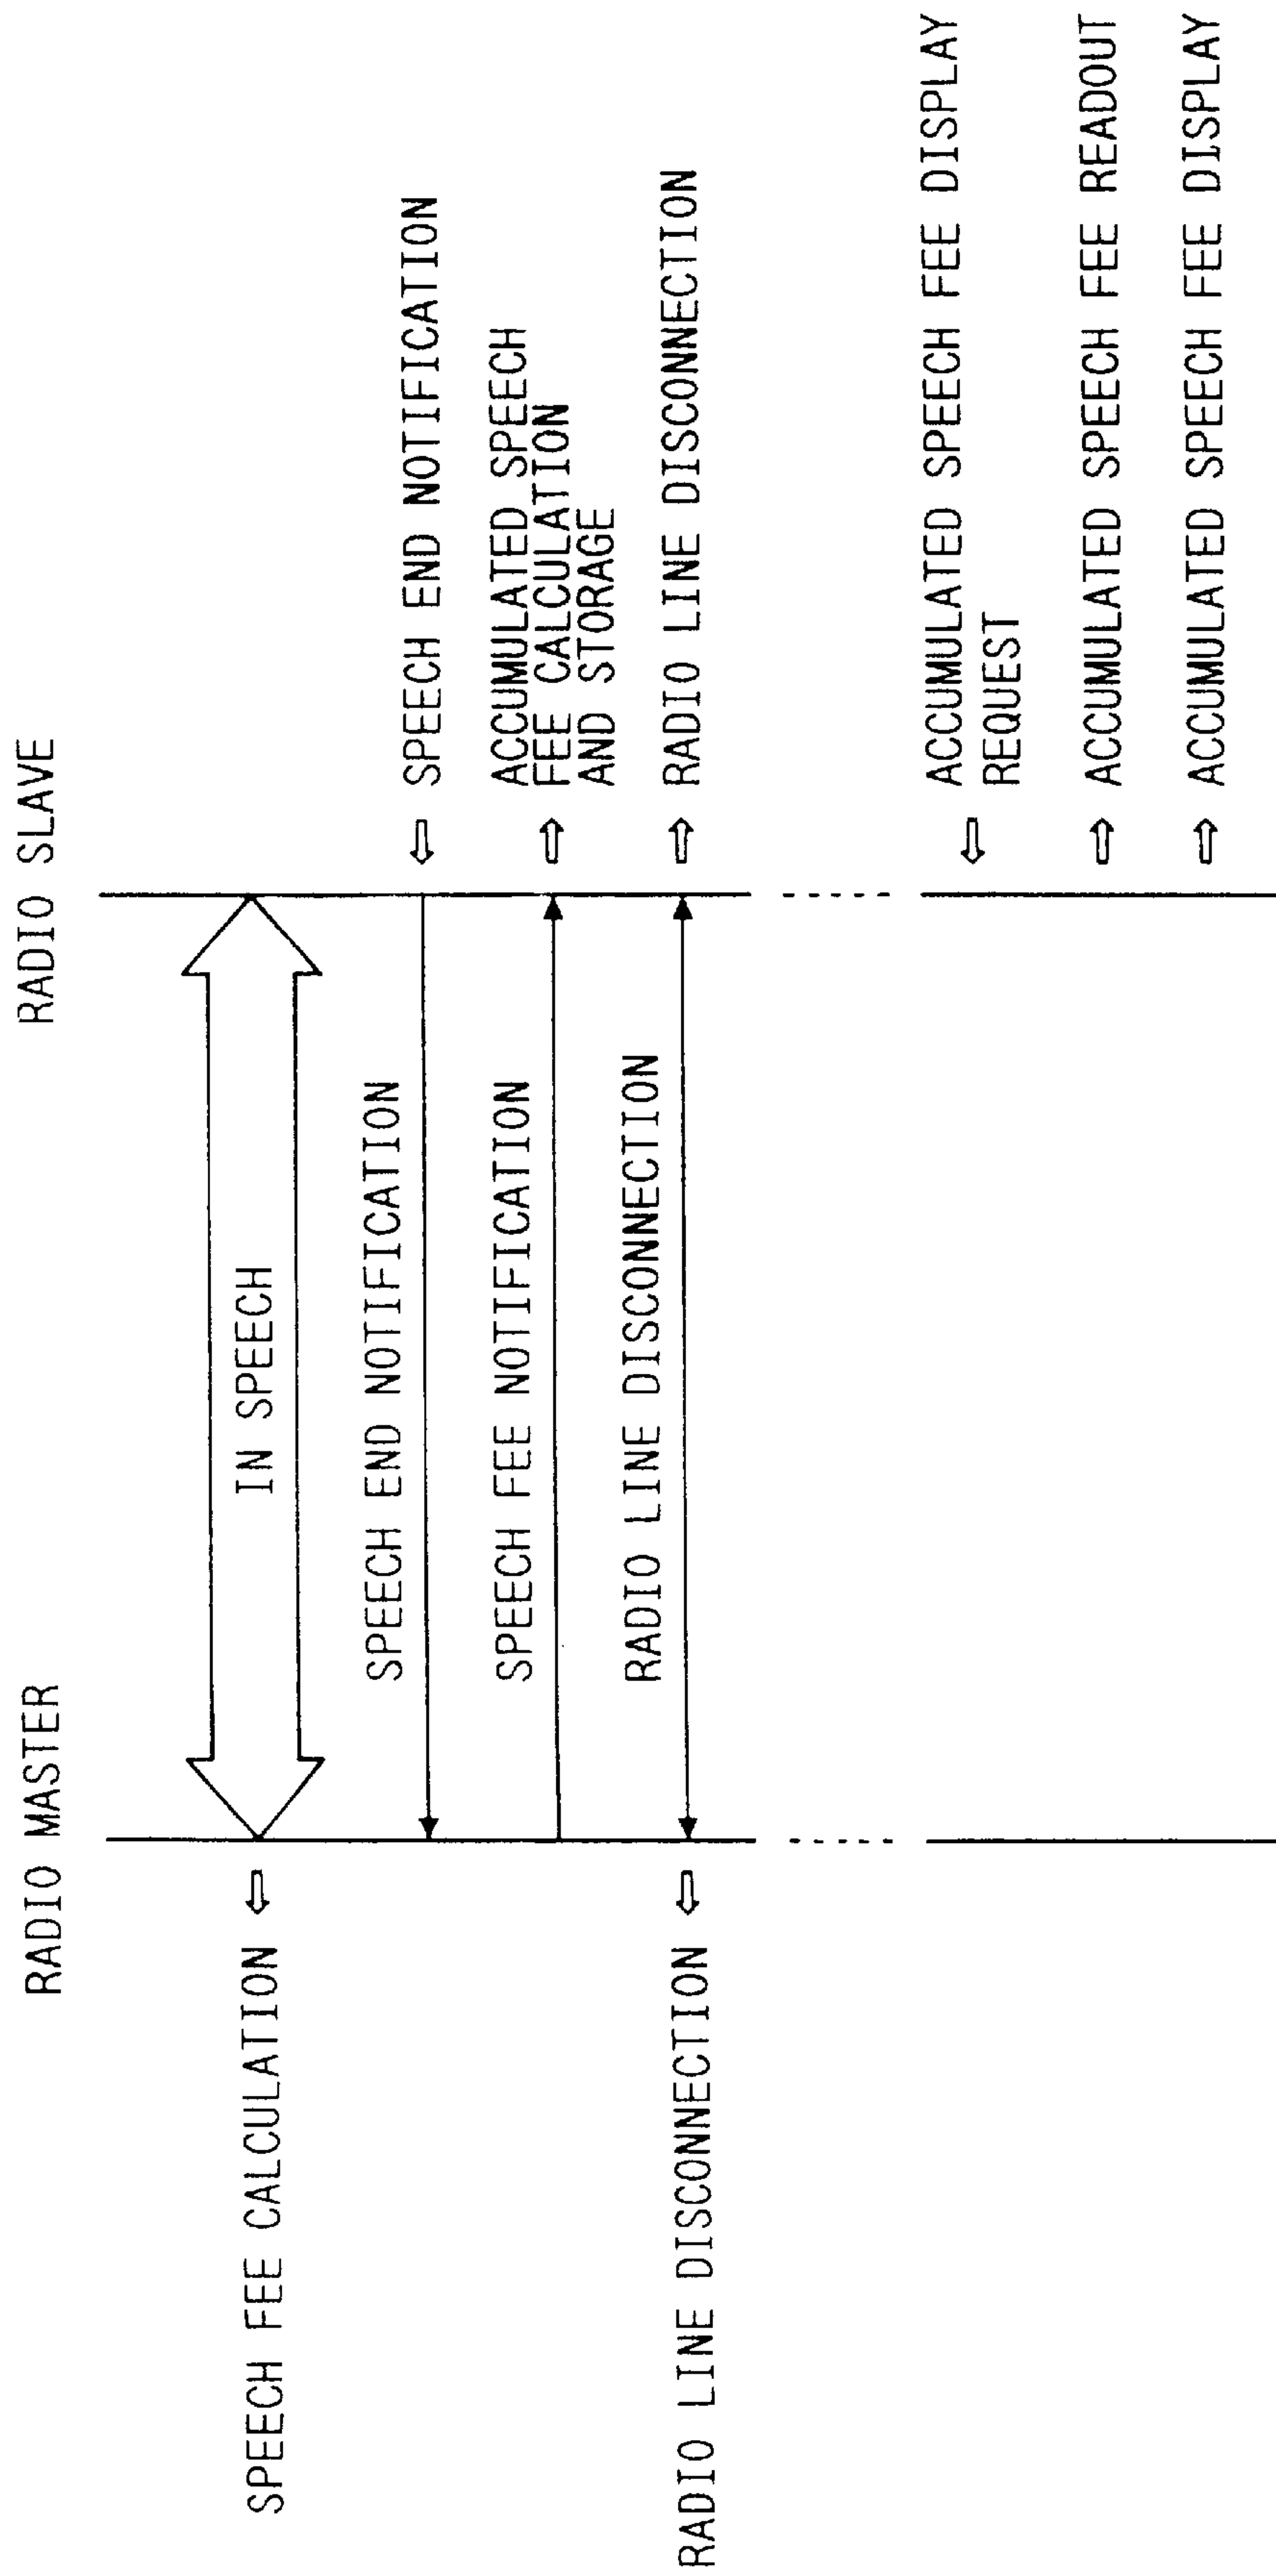 RADIO MASTER
RADIO SLAVE
SPEECH FEE CALCULATION
IN SPEECH
SPEECH END NOTIFICATION
SPEECH END NOTIFICATION
SPEECH FEE NOTIFICATION
ACCUMULATED SPEECH
FEE CALCULATION
AND STORAGE
RADIO LINE DISCONNECTION
RADIO LINE DISCONNECTION
RADIO LINE DISCONNECTION
ACCUMULATED SPEECH FEE DISPLAY
REQUEST
ACCUMULATED SPEECH FEE READOUT
ACCUMULATED SPEECH FEE DISPLAY